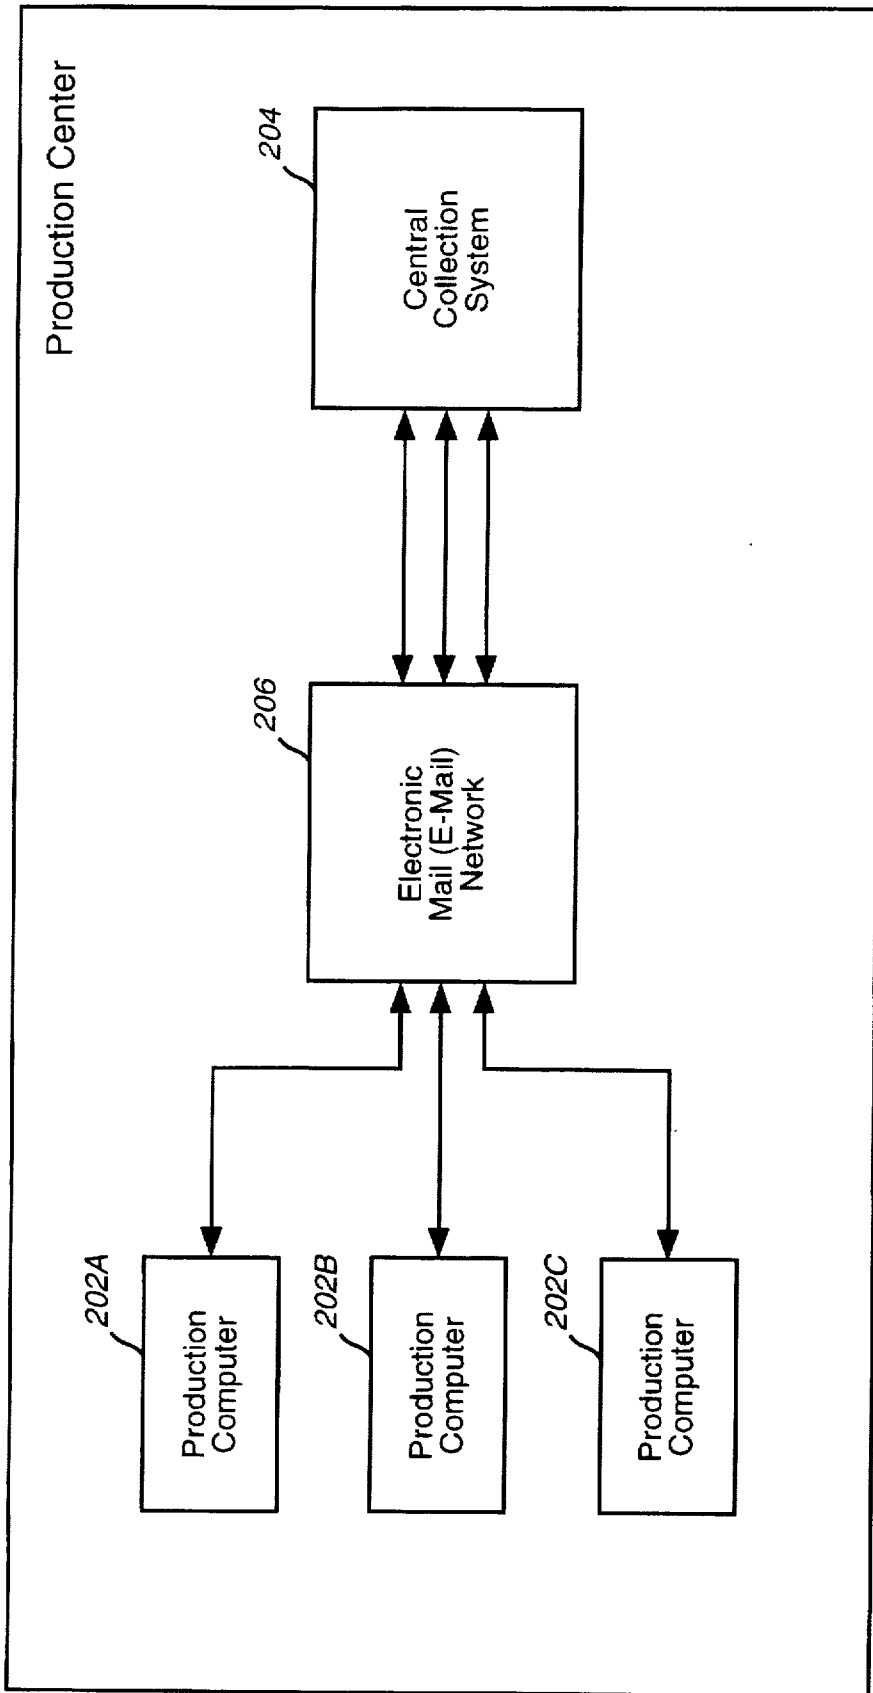 Production Center
202A
Production
Computer
202B
Production
Computer
202C
Production
Computer
206
Electronic
Mail (E-Mail)
Network
204
Central
Collection
System